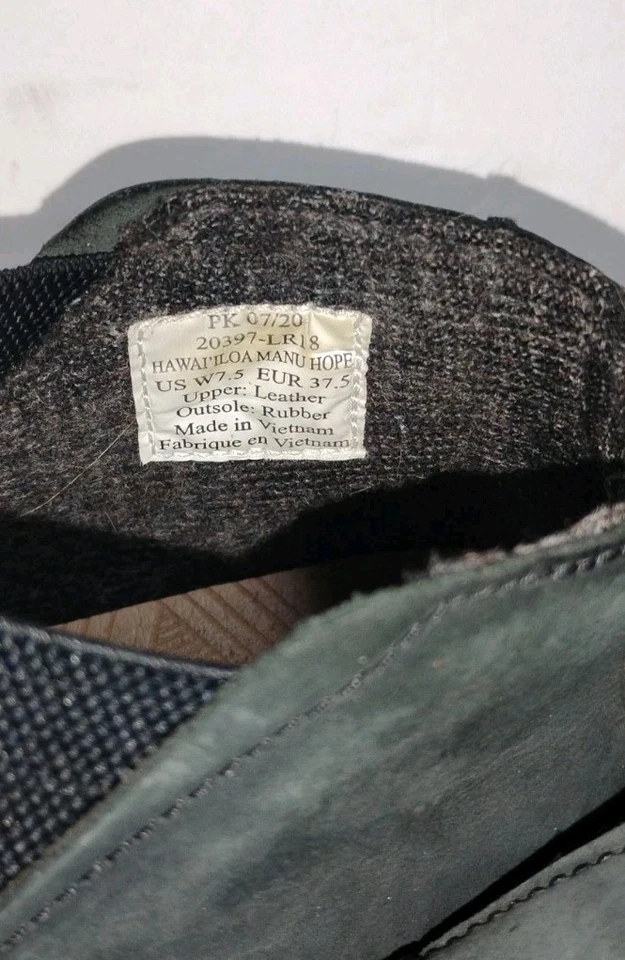 PK 07/20
20397-LR18
HAWAI'ILOA MANU HOPE
US W7.5 EUR 37.5
Upper: Leather
Outsole: Rubber
Made in Vietnam
Fabrique en Vietnam